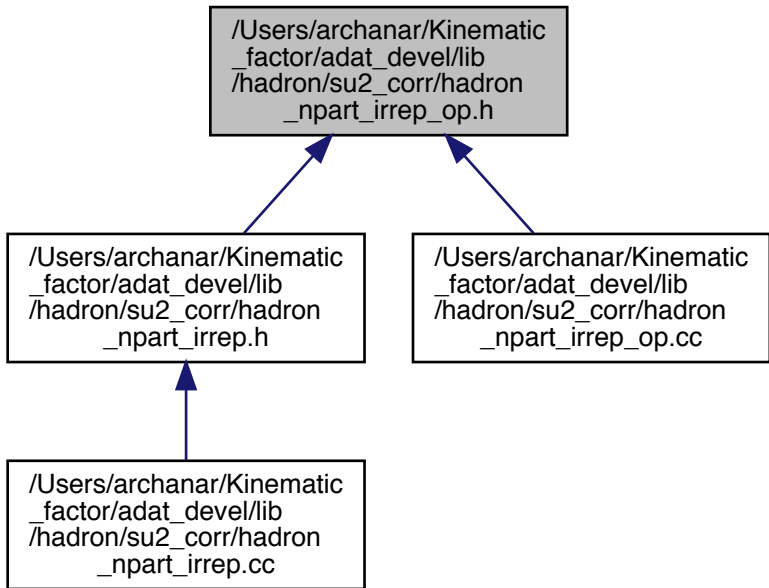 /Users/archanar/Kinematic
_factor/adat_devel/lib
/hadron/su2_corr/hadron
_npart_irrep_op.h
/Users/archanar/Kinematic
_factor/adat_devel/lib
/hadron/su2_corr/hadron
_npart_irrep.h
/Users/archanar/Kinematic
_factor/adat_devel/lib
/hadron/su2_corr/hadron
_npart_irrep_op.cc
/Users/archanar/Kinematic
_factor/adat_devel/lib
/hadron/su2_corr/hadron
_npart_irrep.cc